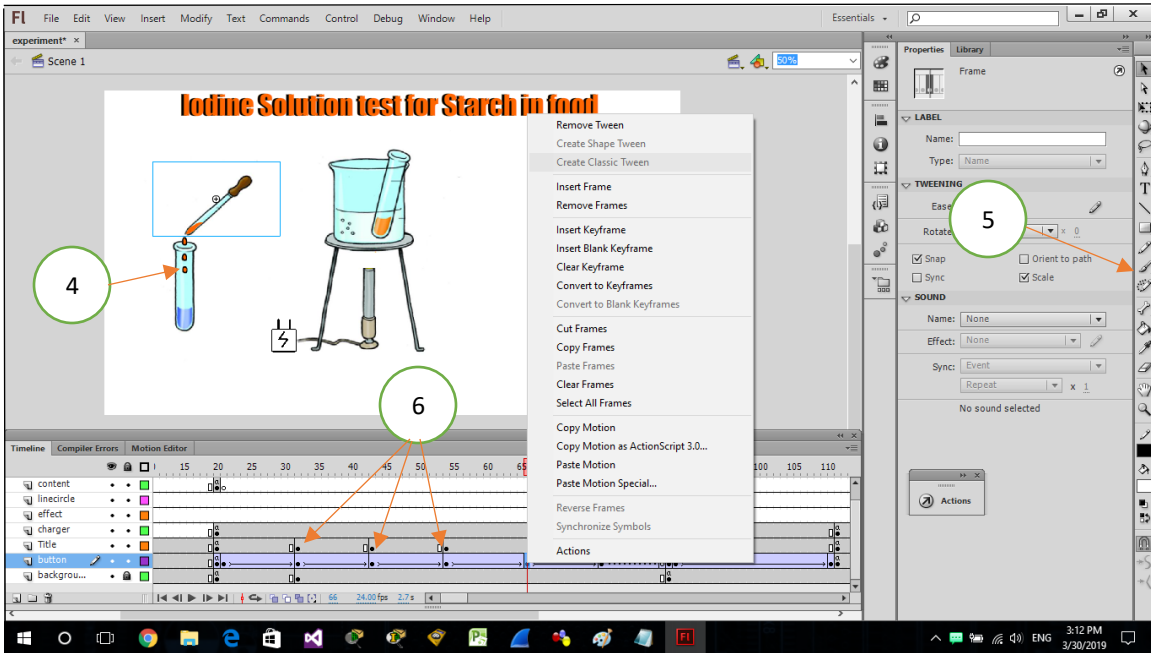 Fl File Edit View Insert Modify Text Commands Control Debug Window Help Essentials
experiment* ×
Scene 1 50%
Iodine Solution test for Starch in food
4
5
6
Remove Tween
Create Shape Tween
Create Classic Tween
Insert Frame
Remove Frames
Insert Keyframe
Insert Blank Keyframe
Clear Keyframe
Convert to Keyframes
Convert to Blank Keyframes
Cut Frames
Copy Frames
Paste Frames
Clear Frames
Select All Frames
Copy Motion
Copy Motion as ActionScript 3.0...
Paste Motion
Paste Motion Special...
Reverse Frames
Synchronize Symbols
Actions
Properties Library
Frame
LABEL
Name:
Type: Name
TWEENING
Ease
Rotate x 0
Snap Orient to path
Sync Scale
SOUND
Name: None
Effect: None
Sync: Event
Repeat x 1
No sound selected
Actions
Timeline Compiler Errors Motion Editor
15 20 25 30 35 40 45 50 55 60 65 100 105 110
content
linecircle
effect
charger
Title
button
backgrou...
66 24.00 fps 2.7 s
ENG 3:12 PM
3/30/2019